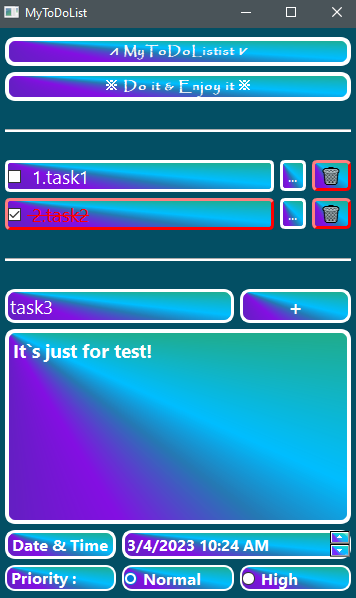 MyToDoList
∧ MyToDoListist √
※ Do it & Enjoy it ※
1.task1
...
2.task2
...
task3
+
It`s just for test!
Date & Time
3/4/2023 10:24 AM
Priority :
Normal
High